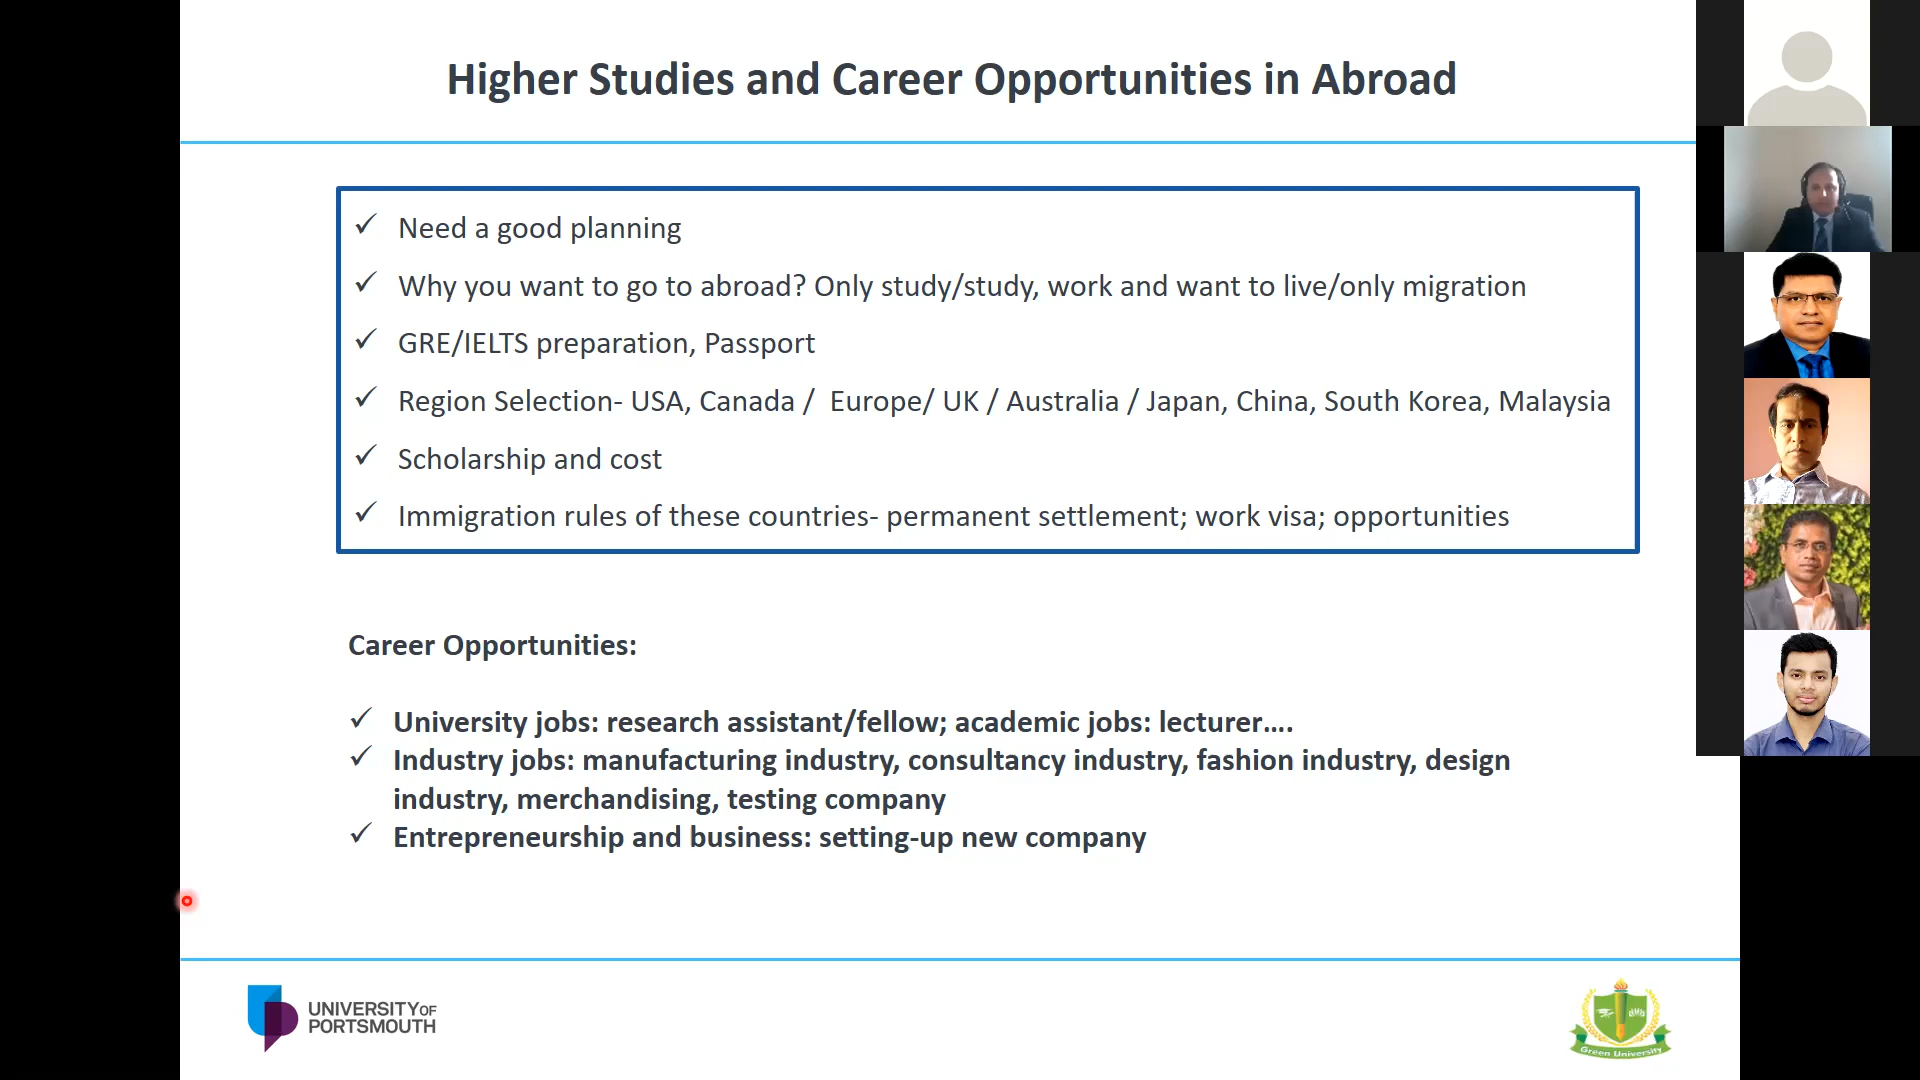 Higher Studies and Career Opportunities in Abroad
Need a good planning
Why you want to go to abroad? Only study/study, work and want to live/only migration
GRE/IELTS preparation, Passport
Region Selection- USA, Canada / Europe/ UK / Australia / Japan, China, South Korea, Malaysia
Scholarship and cost
Immigration rules of these countries- permanent settlement; work visa; opportunities
Career Opportunities:
University jobs: research assistant/fellow; academic jobs: lecturer....
Industry jobs: manufacturing industry, consultancy industry, fashion industry, design
industry, merchandising, testing company
Entrepreneurship and business: setting-up new company
UNIVERSITY OF
PORTSMOUTH
Green University